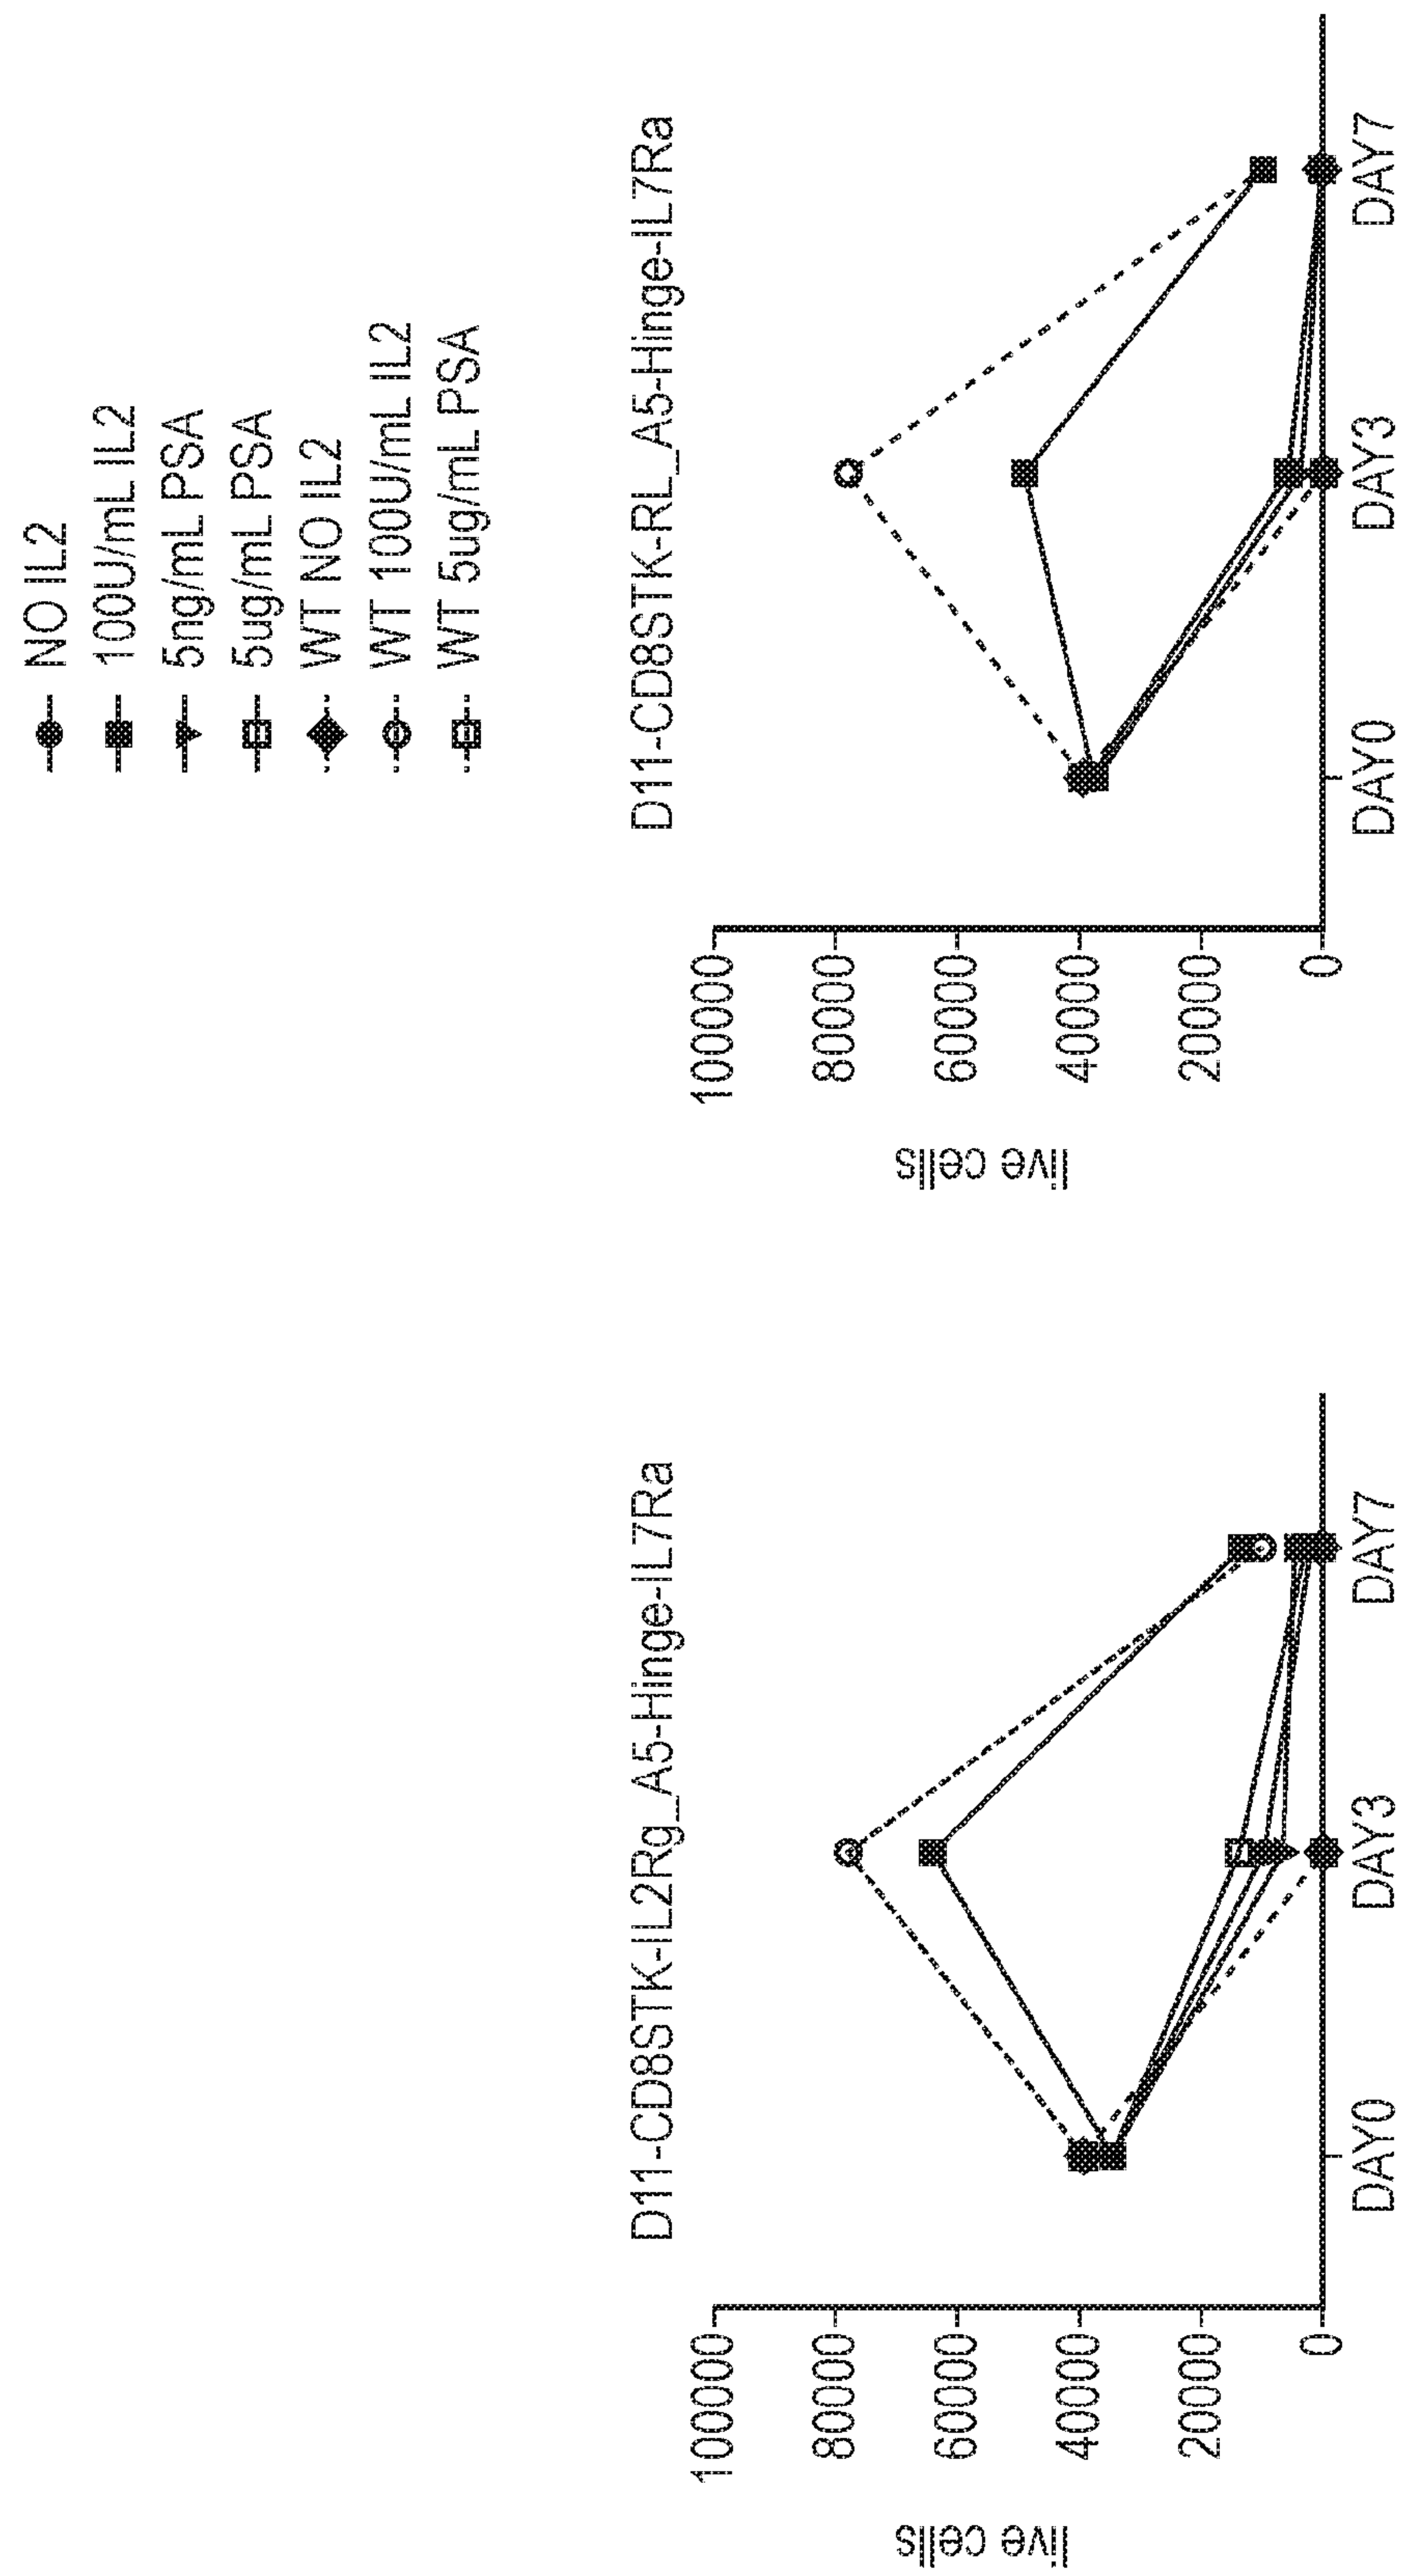 NO IL2
100U/mL IL2
5ng/mL PSA
5ug/mL PSA
WT NO IL2
WT 100U/mL IL2
WT 5ug/mL PSA
D11-CD8STK-IL2Rg_A5-Hinge-IL7Ra
live cells
100000
80000
60000
40000
20000
0
DAY0
DAY3
DAY7
D11-CD8STK-RL_A5-Hinge-IL7Ra
live cells
100000
80000
60000
40000
20000
0
DAY0
DAY3
DAY7